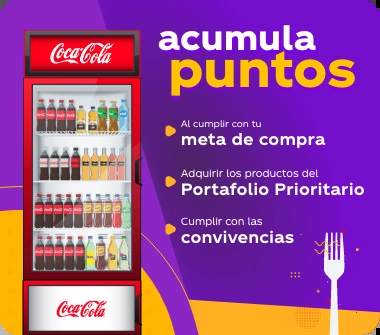 Coca-Cola
acumula
puntos
Al cumplir con tu
meta de compra
Adquirir los productos del
Portafolio Prioritario
Cumplir con las
convivencias
Coca-Cola